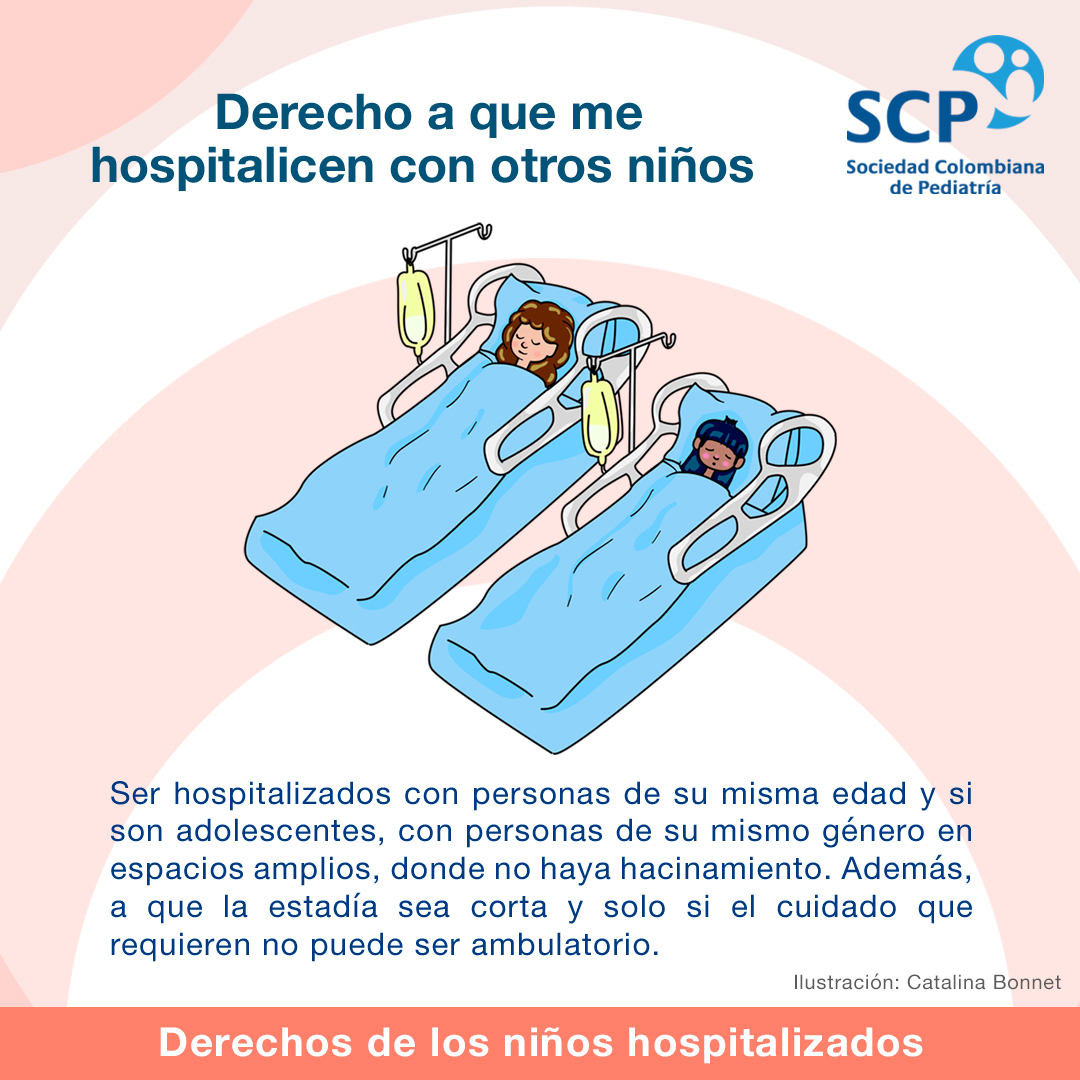 Derecho a que me
hospitalicen con otros niños
SCP
Sociedad Colombiana
de Pediatría
Ser hospitalizados con personas de su misma edad y si
son adolescentes, con personas de su mismo género en
espacios amplios, donde no haya hacinamiento. Además,
a que la estadía sea corta y solo si el cuidado que
requieren no puede ser ambulatorio.
Ilustración: Catalina Bonnet
Derechos de los niños hospitalizados